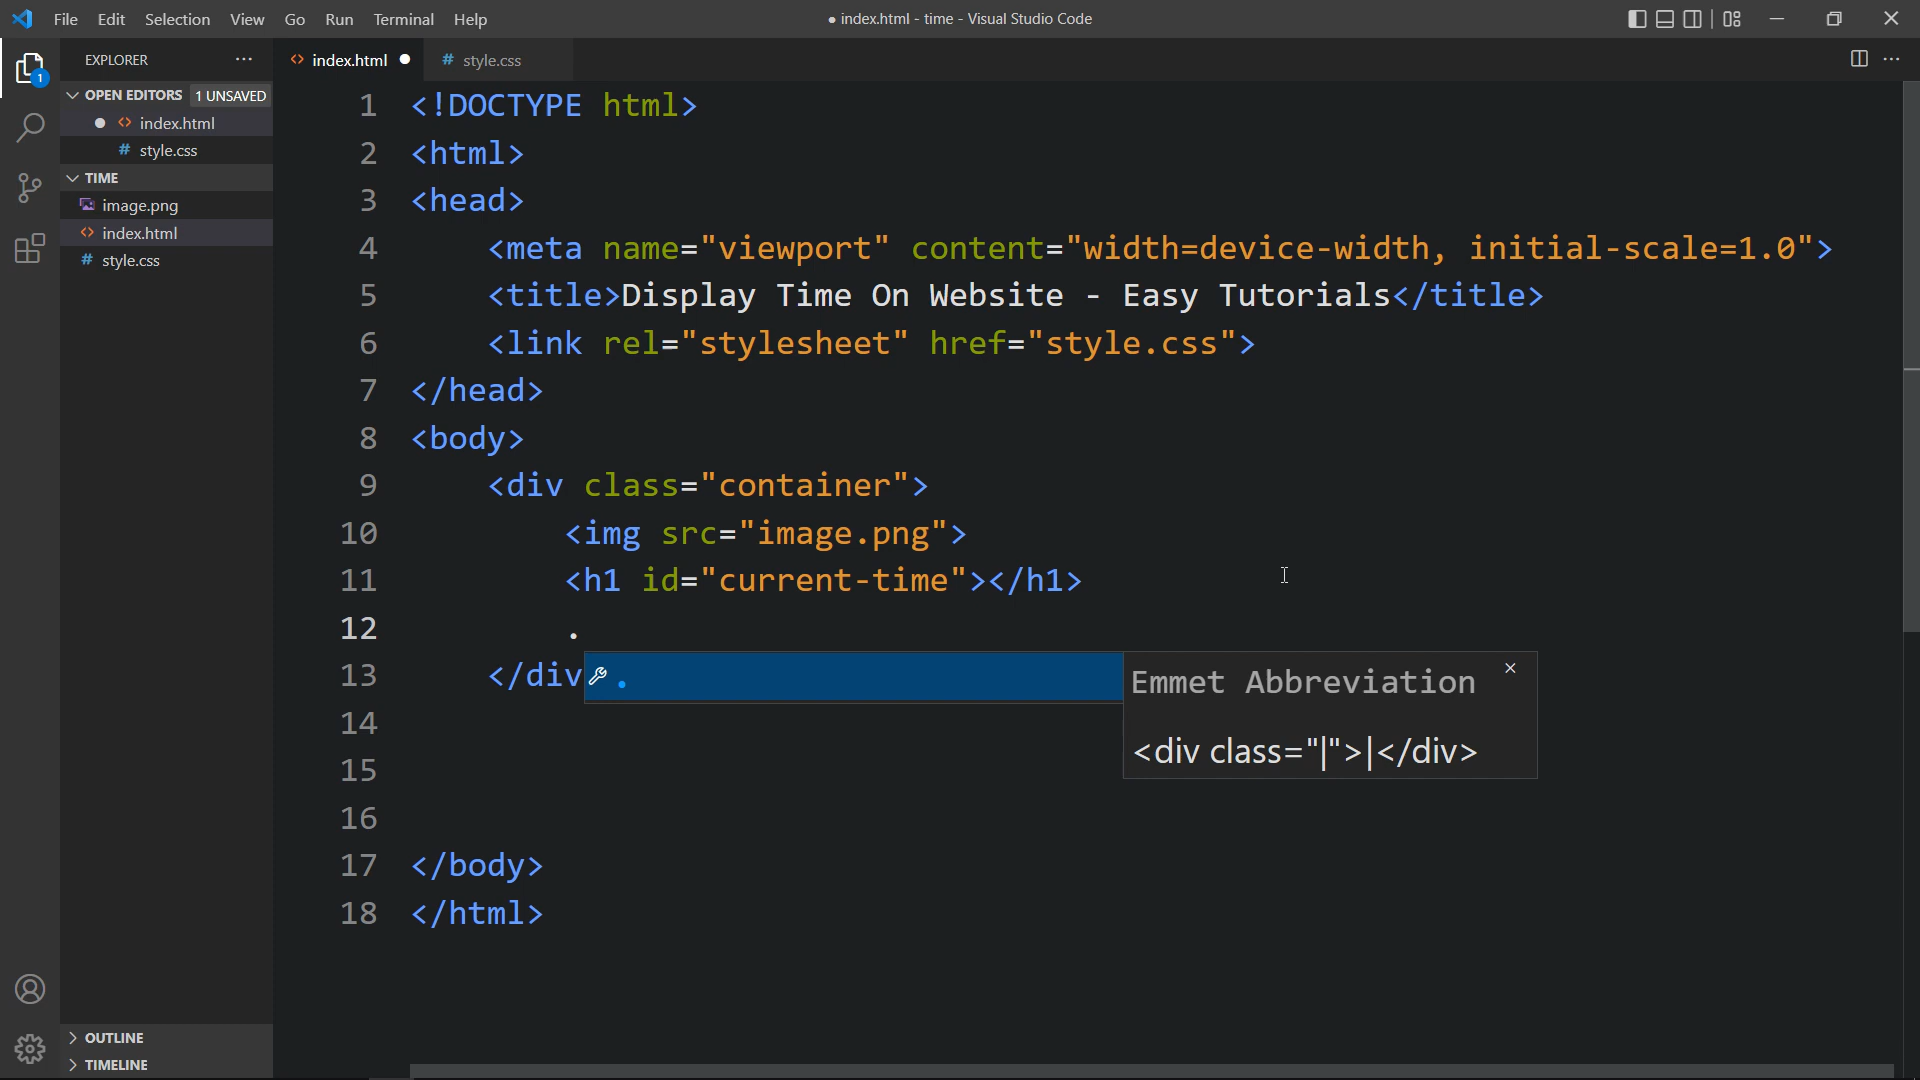 File Edit Selection View Go Run Terminal Help
● index.html - time - Visual Studio Code
EXPLORER ···
1
OPEN EDITORS 1 UNSAVED
● <> index.html
# style.css
TIME
image.png
<> index.html
# style.css
OUTLINE
TIMELINE
<> index.html ●
# style.css
···
1 <!DOCTYPE html>
2 <html>
3 <head>
4 <meta name="viewport" content="width=device-width, initial-scale=1.0">
5 <title>Display Time On Website - Easy Tutorials</title>
6 <link rel="stylesheet" href="style.css">
7 </head>
8 <body>
9 <div class="container">
10 <img src="image.png">
11 <h1 id="current-time"></h1>
12 .
13 </div
14
15
16
17 </body>
18 </html>
.
Emmet Abbreviation
<div class="|">|</div>